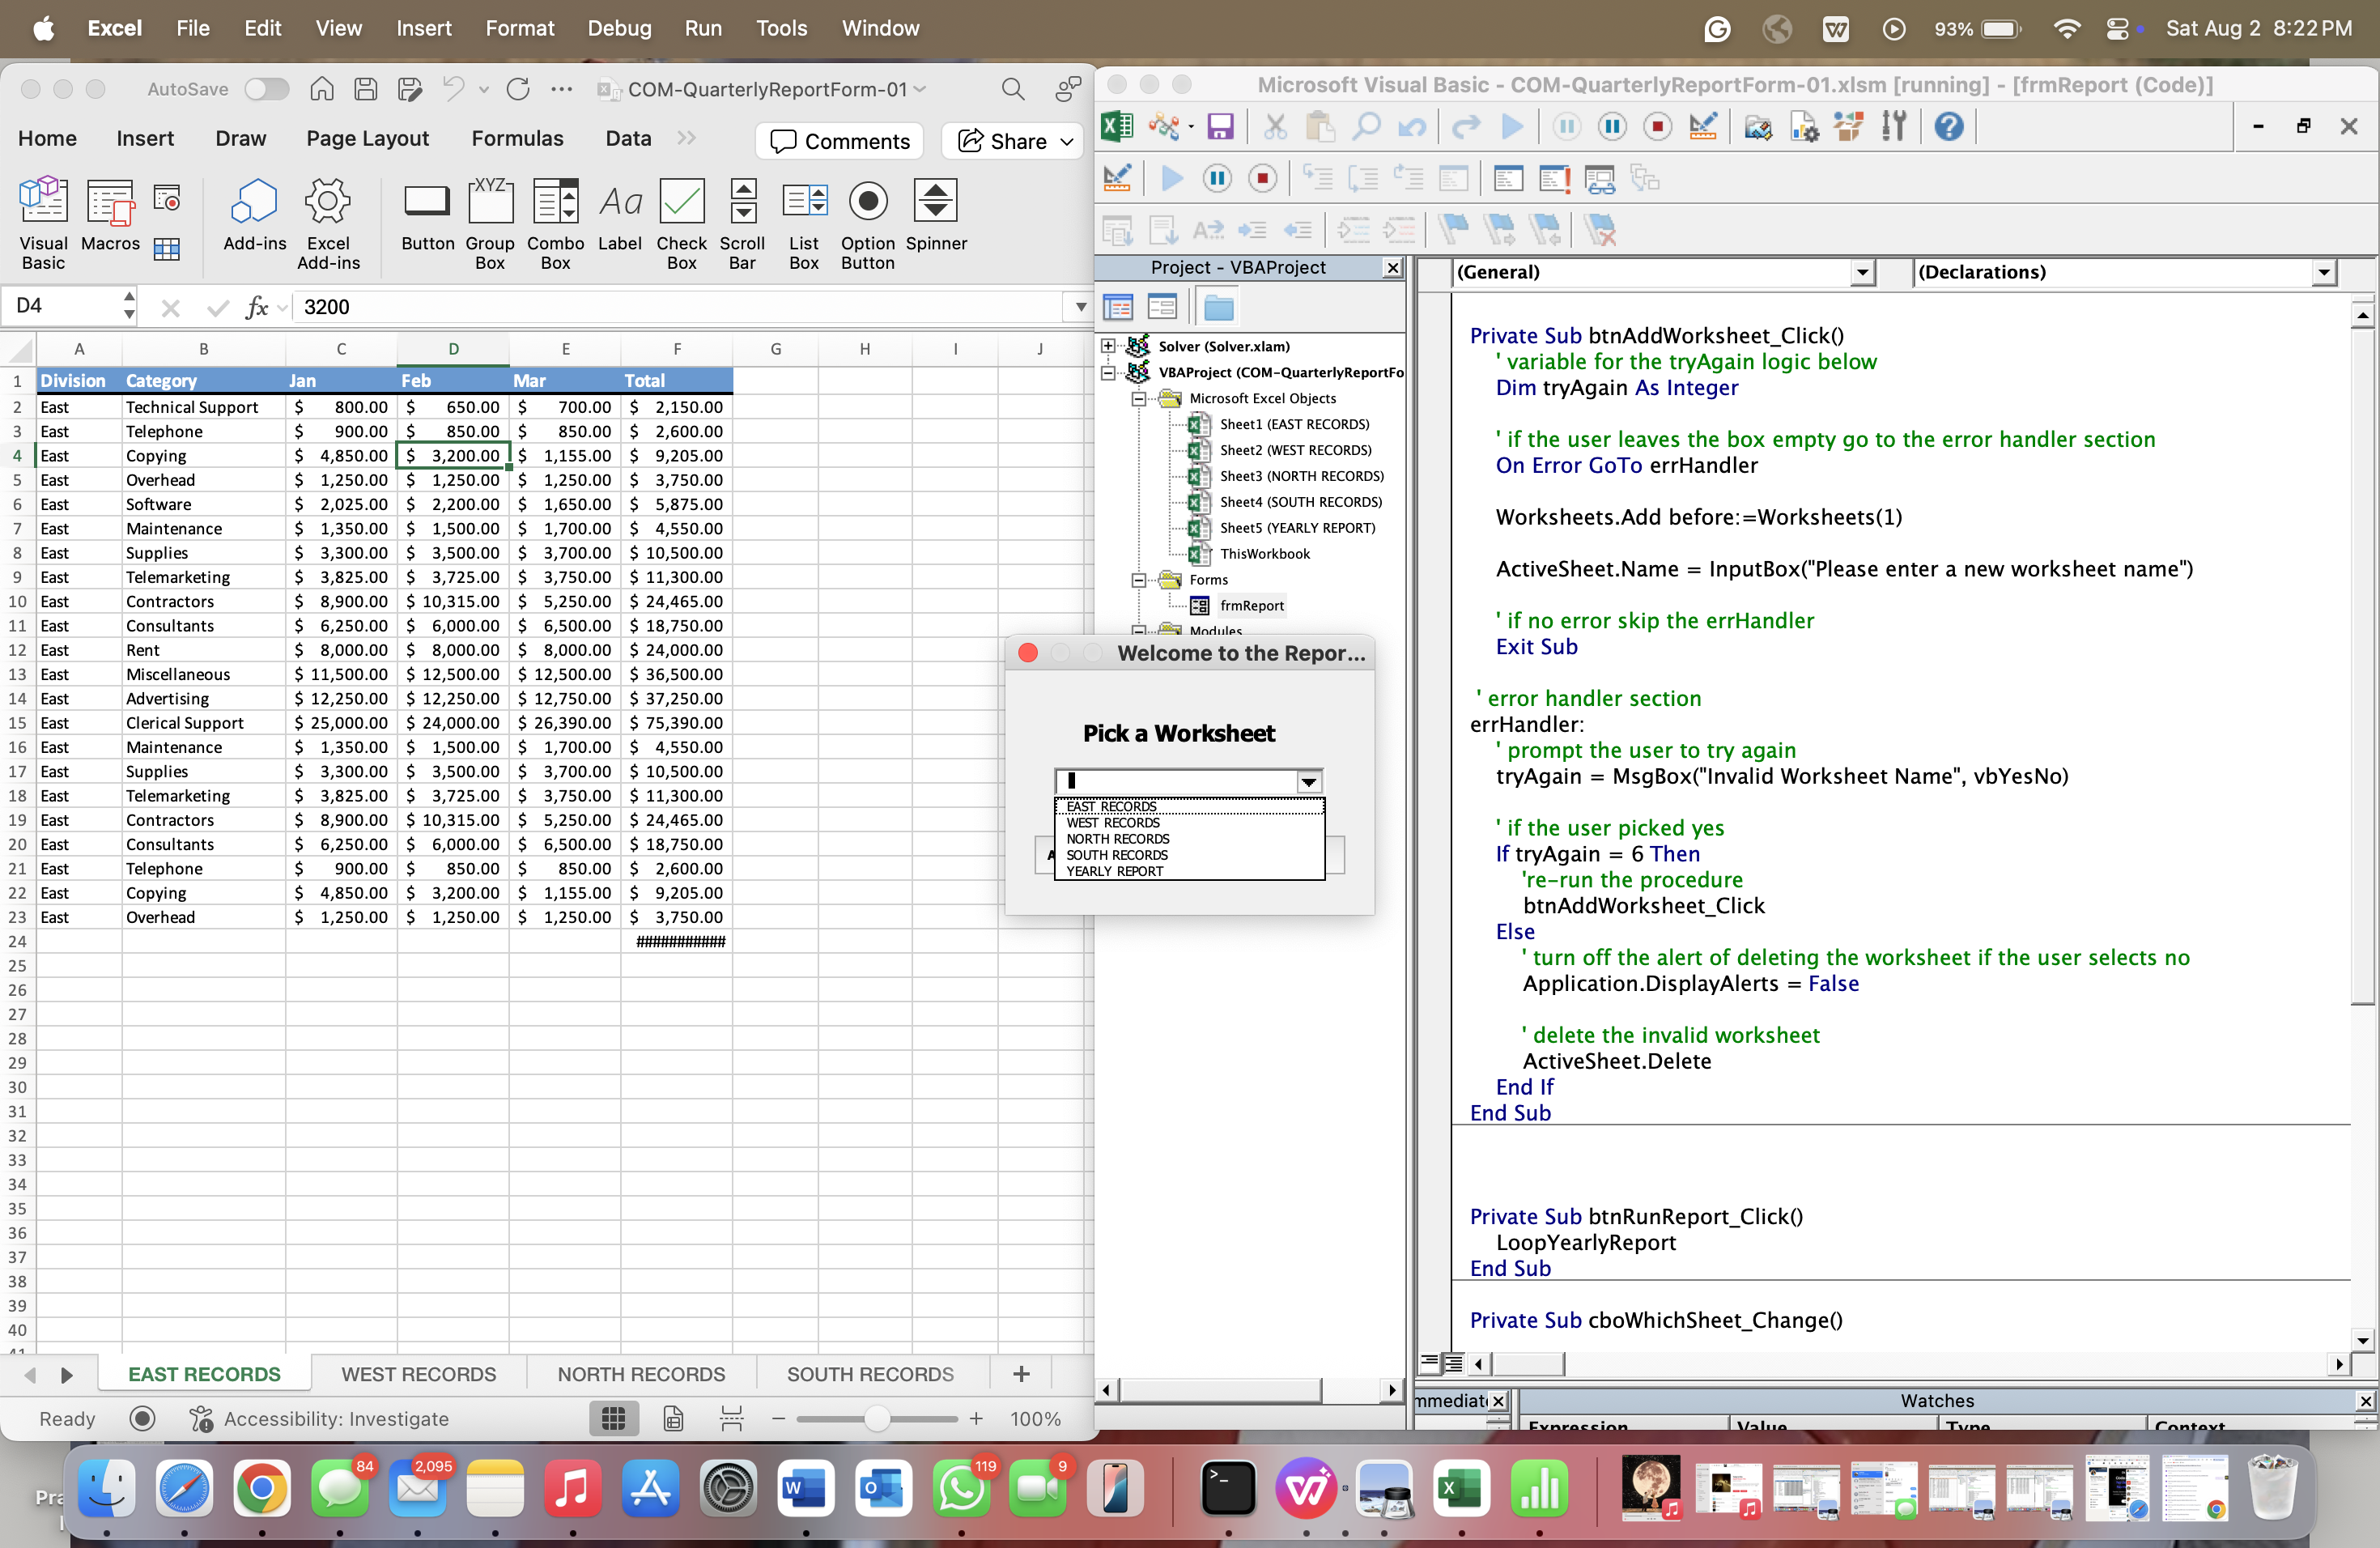 Excel File Edit View Insert Format Debug Run Tools Window 93% Sat Aug 2 8:22 PM
AutoSave COM-QuarterlyReportForm-01
Home Insert Draw Page Layout Formulas Data Comments Share
Visual Basic Macros Add-ins Excel Add-ins Button Group Box Combo Box Label Check Box Scroll Bar List Box Option Button Spinner
D4 fx 3200
A B C D E F G H I J
1 Division Category Jan Feb Mar Total
2 East Technical Support $ 800.00 $ 650.00 $ 700.00 $ 2,150.00
3 East Telephone $ 900.00 $ 850.00 $ 850.00 $ 2,600.00
4 East Copying $ 4,850.00 $ 3,200.00 $ 1,155.00 $ 9,205.00
5 East Overhead $ 1,250.00 $ 1,250.00 $ 1,250.00 $ 3,750.00
6 East Software $ 2,025.00 $ 2,200.00 $ 1,650.00 $ 5,875.00
7 East Maintenance $ 1,350.00 $ 1,500.00 $ 1,700.00 $ 4,550.00
8 East Supplies $ 3,300.00 $ 3,500.00 $ 3,700.00 $ 10,500.00
9 East Telemarketing $ 3,825.00 $ 3,725.00 $ 3,750.00 $ 11,300.00
10 East Contractors $ 8,900.00 $ 10,315.00 $ 5,250.00 $ 24,465.00
11 East Consultants $ 6,250.00 $ 6,000.00 $ 6,500.00 $ 18,750.00
12 East Rent $ 8,000.00 $ 8,000.00 $ 8,000.00 $ 24,000.00
13 East Miscellaneous $ 11,500.00 $ 12,500.00 $ 12,500.00 $ 36,500.00
14 East Advertising $ 12,250.00 $ 12,250.00 $ 12,750.00 $ 37,250.00
15 East Clerical Support $ 25,000.00 $ 24,000.00 $ 26,390.00 $ 75,390.00
16 East Maintenance $ 1,350.00 $ 1,500.00 $ 1,700.00 $ 4,550.00
17 East Supplies $ 3,300.00 $ 3,500.00 $ 3,700.00 $ 10,500.00
18 East Telemarketing $ 3,825.00 $ 3,725.00 $ 3,750.00 $ 11,300.00
19 East Contractors $ 8,900.00 $ 10,315.00 $ 5,250.00 $ 24,465.00
20 East Consultants $ 6,250.00 $ 6,000.00 $ 6,500.00 $ 18,750.00
21 East Telephone $ 900.00 $ 850.00 $ 850.00 $ 2,600.00
22 East Copying $ 4,850.00 $ 3,200.00 $ 1,155.00 $ 9,205.00
23 East Overhead $ 1,250.00 $ 1,250.00 $ 1,250.00 $ 3,750.00
24 ###########
25
26
27
28
29
30
31
32
33
34
35
36
37
38
39
40
41
EAST RECORDS WEST RECORDS NORTH RECORDS SOUTH RECORDS +
Ready Accessibility: Investigate 100%
Microsoft Visual Basic - COM-QuarterlyReportForm-01.xlsm [running] - [frmReport (Code)]
Project - VBAProject
Solver (Solver.xlam)
VBAProject (COM-QuarterlyReportFo
Microsoft Excel Objects
Sheet1 (EAST RECORDS)
Sheet2 (WEST RECORDS)
Sheet3 (NORTH RECORDS)
Sheet4 (SOUTH RECORDS)
Sheet5 (YEARLY REPORT)
ThisWorkbook
Forms
frmReport
Modules
Welcome to the Repor...
Pick a Worksheet
EAST RECORDS
WEST RECORDS
NORTH RECORDS
SOUTH RECORDS
YEARLY REPORT
(General) (Declarations)
Private Sub btnAddWorksheet_Click()
' variable for the tryAgain logic below
Dim tryAgain As Integer
' if the user leaves the box empty go to the error handler section
On Error GoTo errHandler
Worksheets.Add before:=Worksheets(1)
ActiveSheet.Name = InputBox("Please enter a new worksheet name")
' if no error skip the errHandler
Exit Sub
' error handler section
errHandler:
' prompt the user to try again
tryAgain = MsgBox("Invalid Worksheet Name", vbYesNo)
' if the user picked yes
If tryAgain = 6 Then
're-run the procedure
btnAddWorksheet_Click
Else
' turn off the alert of deleting the worksheet if the user selects no
Application.DisplayAlerts = False
' delete the invalid worksheet
ActiveSheet.Delete
End If
End Sub
Private Sub btnRunReport_Click()
LoopYearlyReport
End Sub
Private Sub cboWhichSheet_Change()
mmediat Watches
Expression Value Type Context
84 2,095 119 9